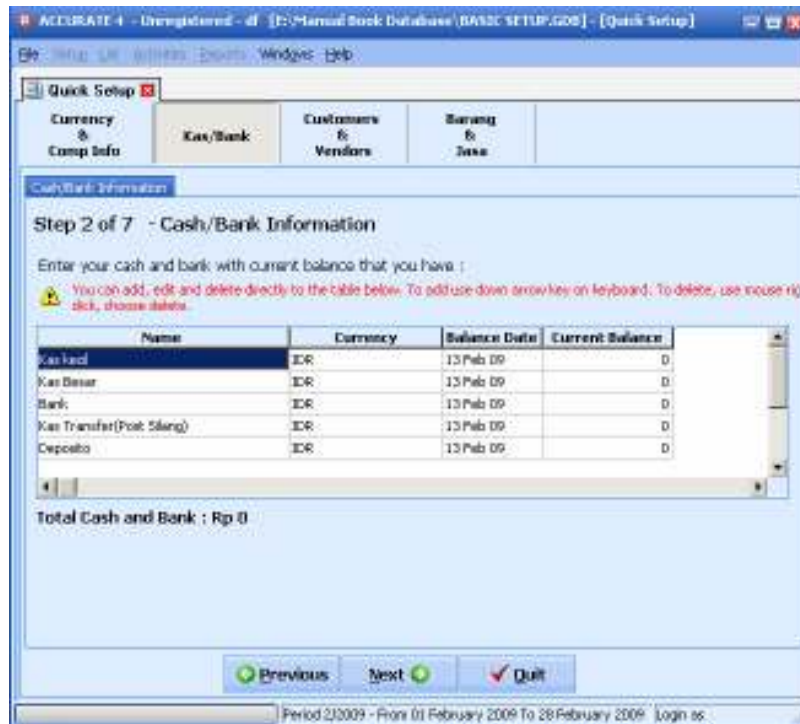 ACCURATE 4 - Unregistered - df [E:\Manual Book Database\BASIC SETUP.GDB] - [Quick Setup]
File Setup List Activities Reports Windows Help
Quick Setup
Currency & Comp Info
Kas/Bank
Customers & Vendors
Barang & Jasa
Cash/Bank Information
Step 2 of 7 - Cash/Bank Information
Enter your cash and bank with current balance that you have :
You can add, edit and delete directly to the table below. To add use down arrow key on keyboard. To delete, use mouse rig
click, choose delete.
Name Currency Balance Date Current Balance
Kas kecil IDR 13 Feb 09 0
Kas Besar IDR 13 Feb 09 0
Bank IDR 13 Feb 09 0
Kas Transfer(Post Silang) IDR 13 Feb 09 0
Deposito IDR 13 Feb 09 0
Total Cash and Bank : Rp 0
Previous Next Quit
Period 2/2009 - From 01 February 2009 To 28 February 2009 Login as